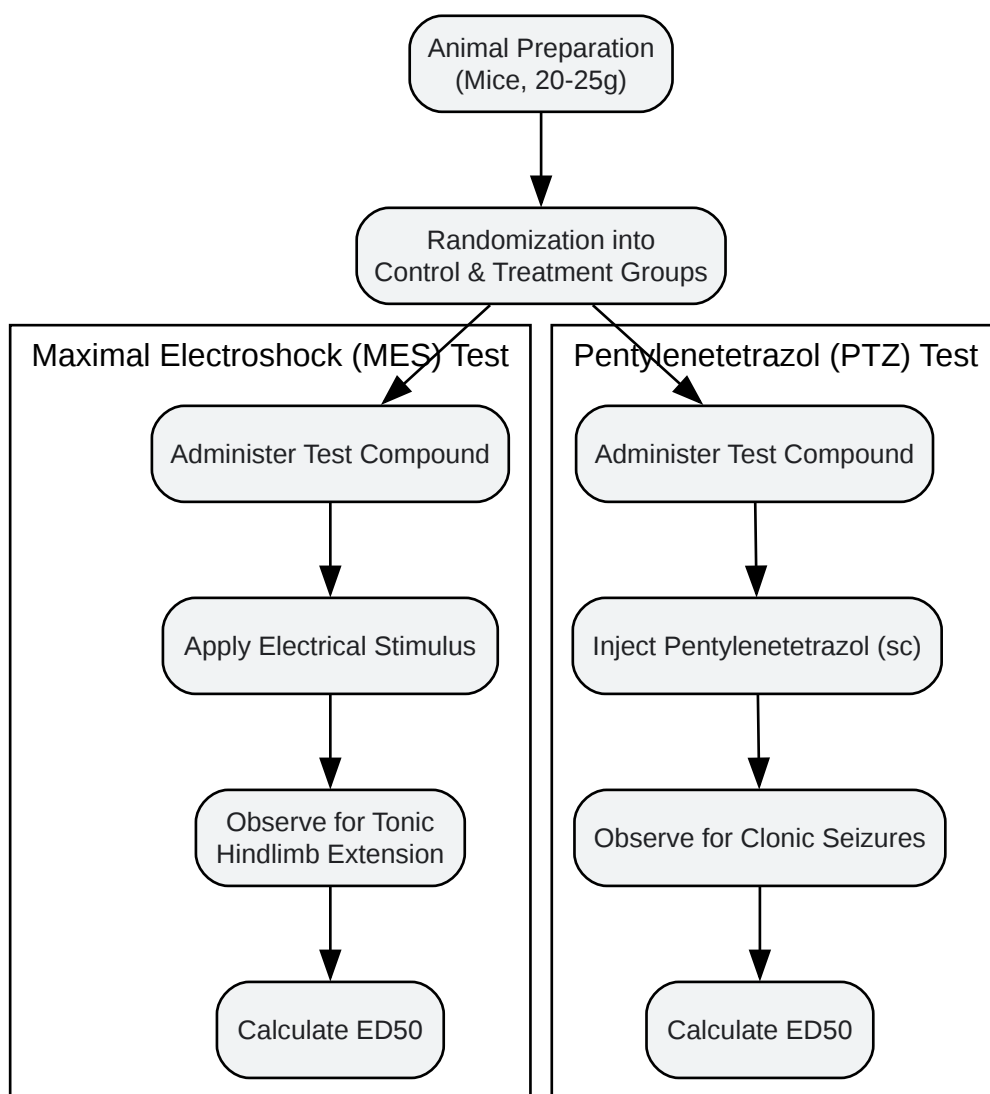 Animal Preparation
(Mice, 20-25g)
Randomization into
Control & Treatment Groups
Maximal Electroshock (MES) Test
Administer Test Compound
Apply Electrical Stimulus
Observe for Tonic
Hindlimb Extension
Calculate ED50
Pentylenetetrazol (PTZ) Test
Administer Test Compound
Inject Pentylenetetrazol (sc)
Observe for Clonic Seizures
Calculate ED50